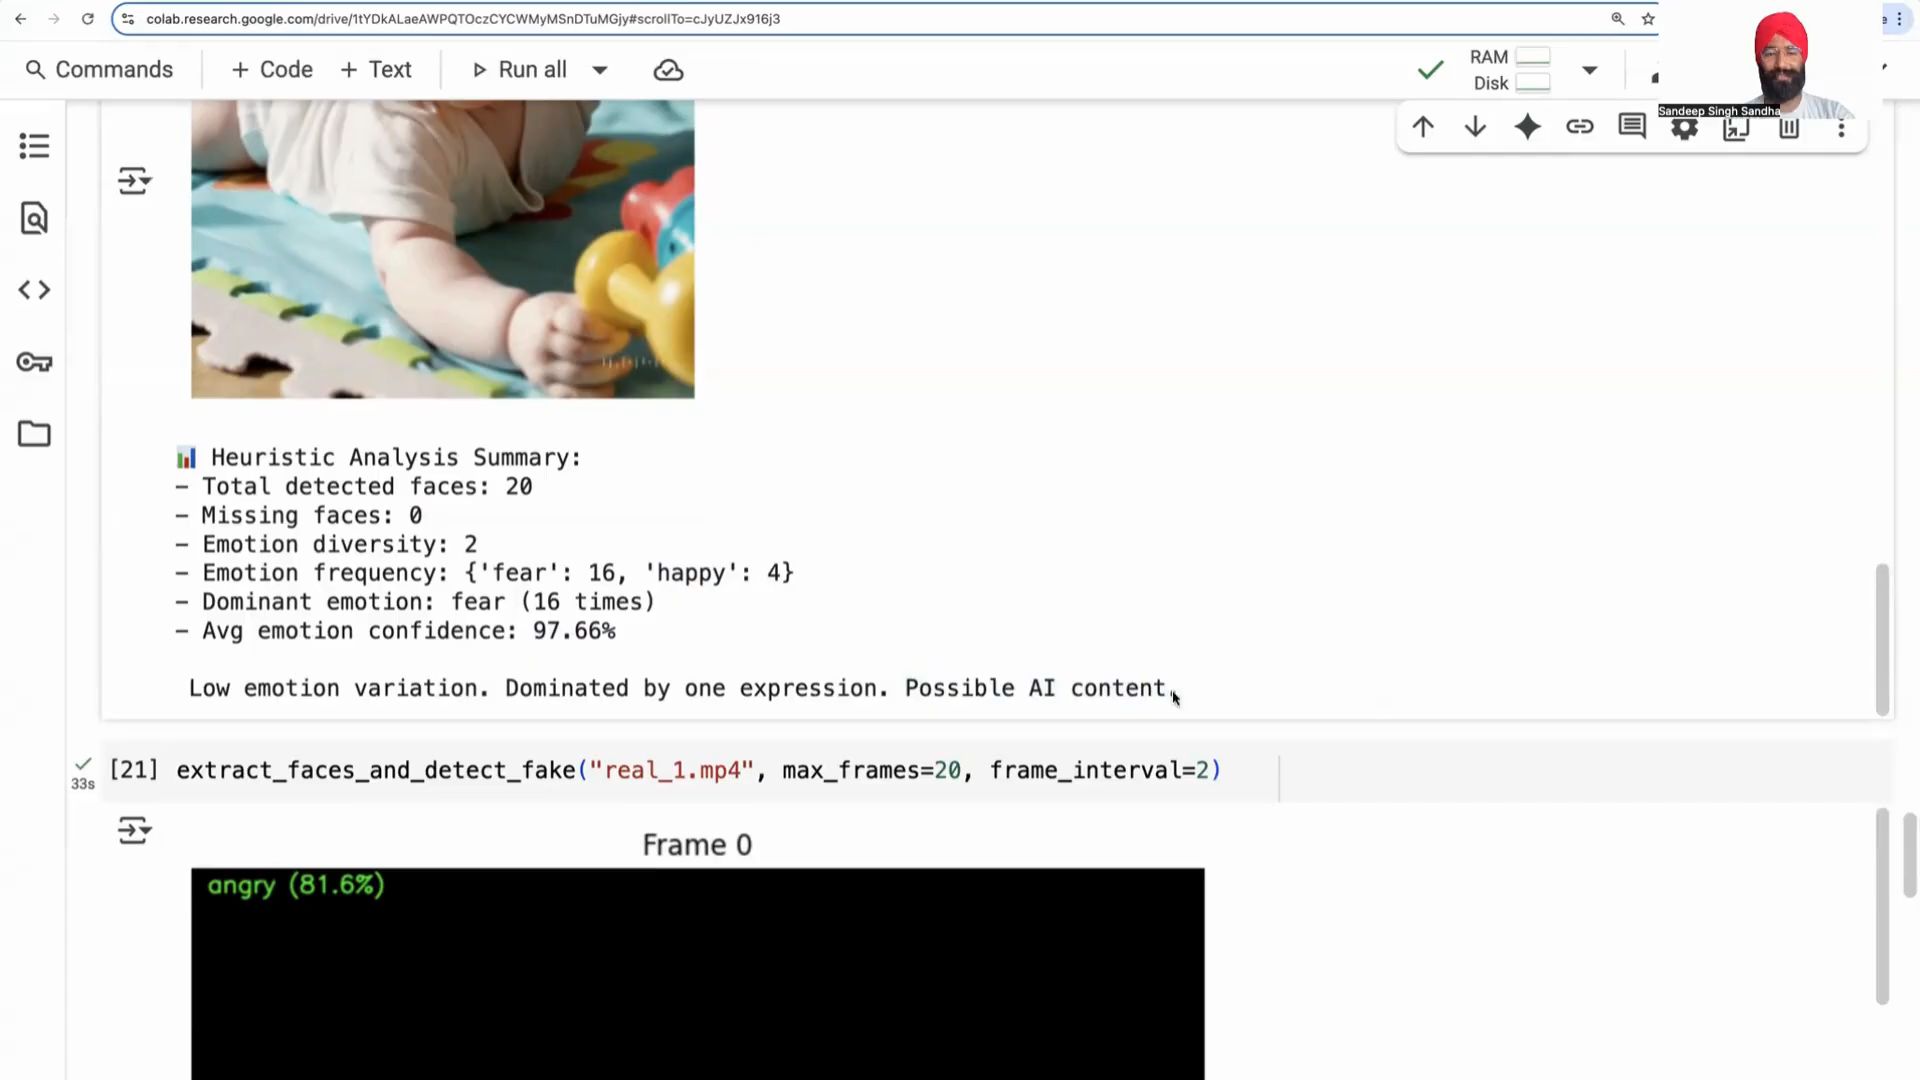 colab.research.google.com/drive/1tYDkALaeAWPQTOczCYCWMyMSnDTuMGjy#scrollTo=cJyUZJx916j3
Commands
+ Code
+ Text
Run all
RAM
Disk
Sandeep Singh Sandha
📊 Heuristic Analysis Summary:
– Total detected faces: 20
– Missing faces: 0
– Emotion diversity: 2
– Emotion frequency: {'fear': 16, 'happy': 4}
– Dominant emotion: fear (16 times)
– Avg emotion confidence: 97.66%
Low emotion variation. Dominated by one expression. Possible AI content.
[21] extract_faces_and_detect_fake("real_1.mp4", max_frames=20, frame_interval=2)
33s
Frame 0
angry (81.6%)